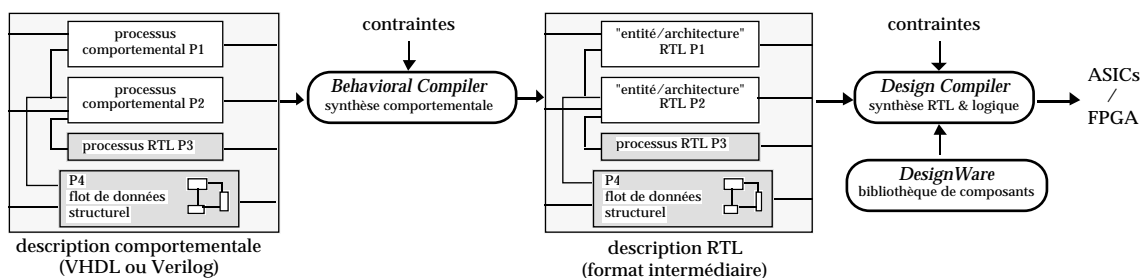 processus
comportemental P1
processus
comportemental P2
processus RTL P3
P4
flot de données
structurel
description comportementale
(VHDL ou Verilog)
contraintes
Behavioral Compiler
synthèse comportementale
"entité/architecture"
RTL P1
"entité/architecture"
RTL P2
processus RTL P3
P4
flot de données
structurel
description RTL
(format intermédiaire)
contraintes
Design Compiler
synthèse RTL & logique
DesignWare
bibliothèque de composants
ASICs
/
FPGA